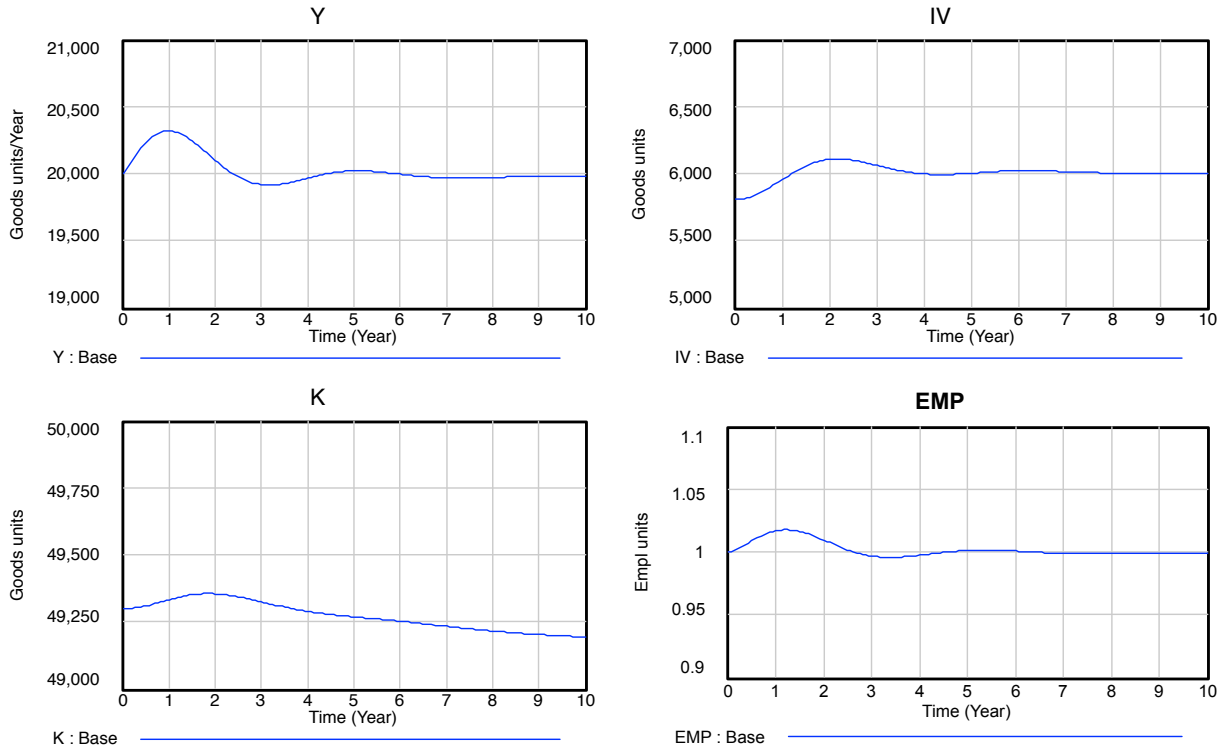 Y
21,000
20,500
20,000
19,500
19,000
Goods units/Year
0 1 2 3 4 5 6 7 8 9 10
Time (Year)
Y : Base
IV
7,000
6,500
6,000
5,500
5,000
Goods units
0 1 2 3 4 5 6 7 8 9 10
Time (Year)
IV : Base
K
50,000
49,750
49,500
49,250
49,000
Goods units
0 1 2 3 4 5 6 7 8 9 10
Time (Year)
K : Base
EMP
1.1
1.05
1
0.95
0.9
Empl units
0 1 2 3 4 5 6 7 8 9 10
Time (Year)
EMP : Base